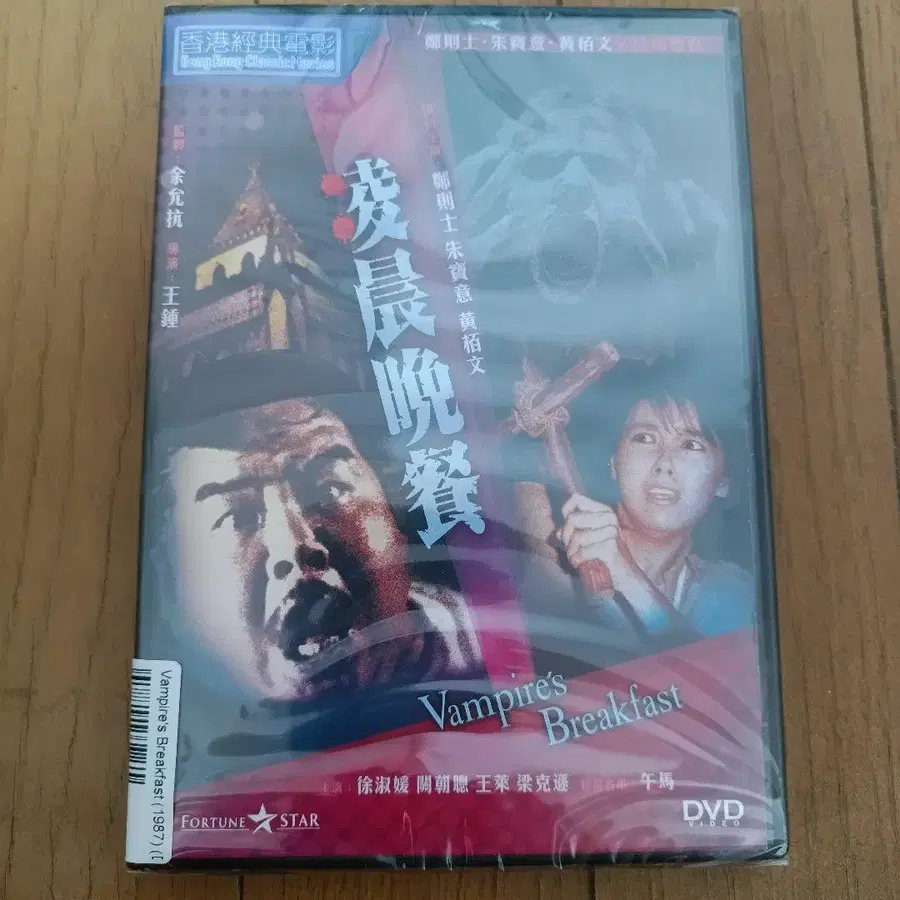 香港經典電影
Hong Kong Classic Movies
鄭則士・朱寶意・黃栢文
監製：余允抗
導演：王鍾
鄭則士 朱寶意 黃栢文
凌晨晚餐
Vampire's
Breakfast
主演：徐淑媛 關朝聰 王萊 梁克遜 午馬
FORTUNE STAR
DVD
VIDEO
Vampire's Breakfast (1987) (D